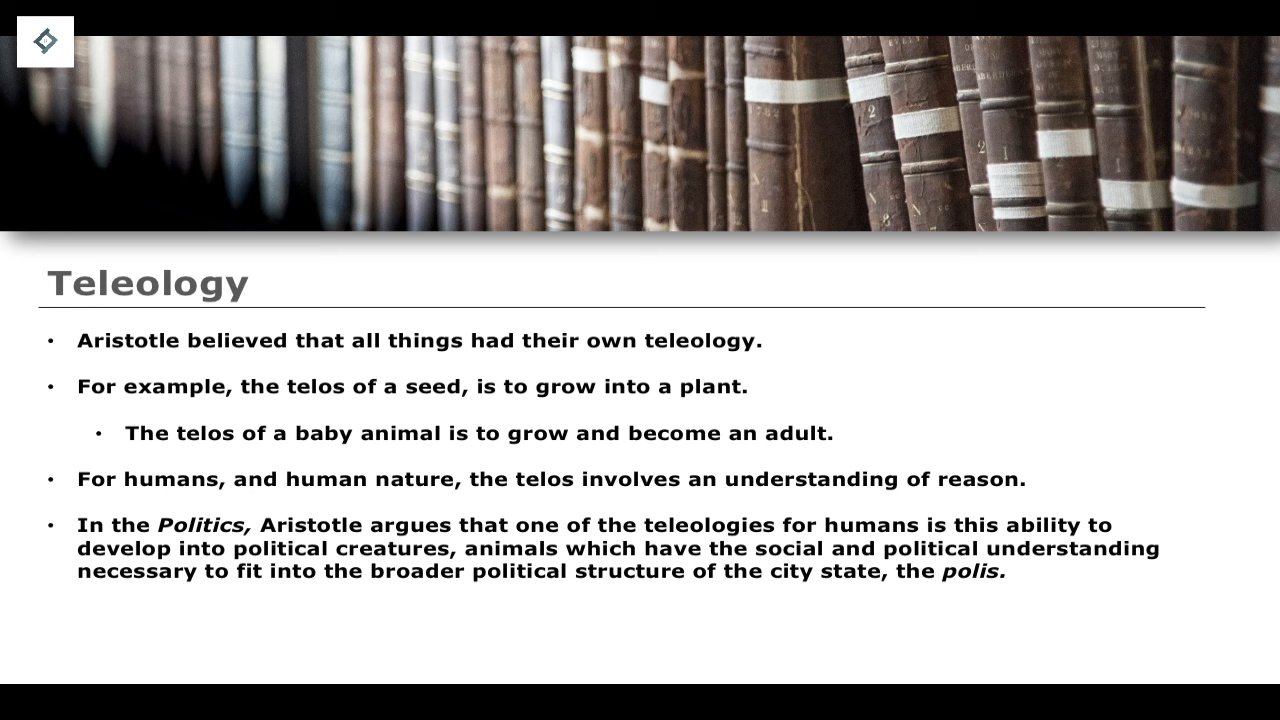 Teleology
• Aristotle believed that all things had their own teleology.
• For example, the telos of a seed, is to grow into a plant.
• The telos of a baby animal is to grow and become an adult.
• For humans, and human nature, the telos involves an understanding of reason.
• In the Politics, Aristotle argues that one of the teleologies for humans is this ability to
develop into political creatures, animals which have the social and political understanding
necessary to fit into the broader political structure of the city state, the polis.